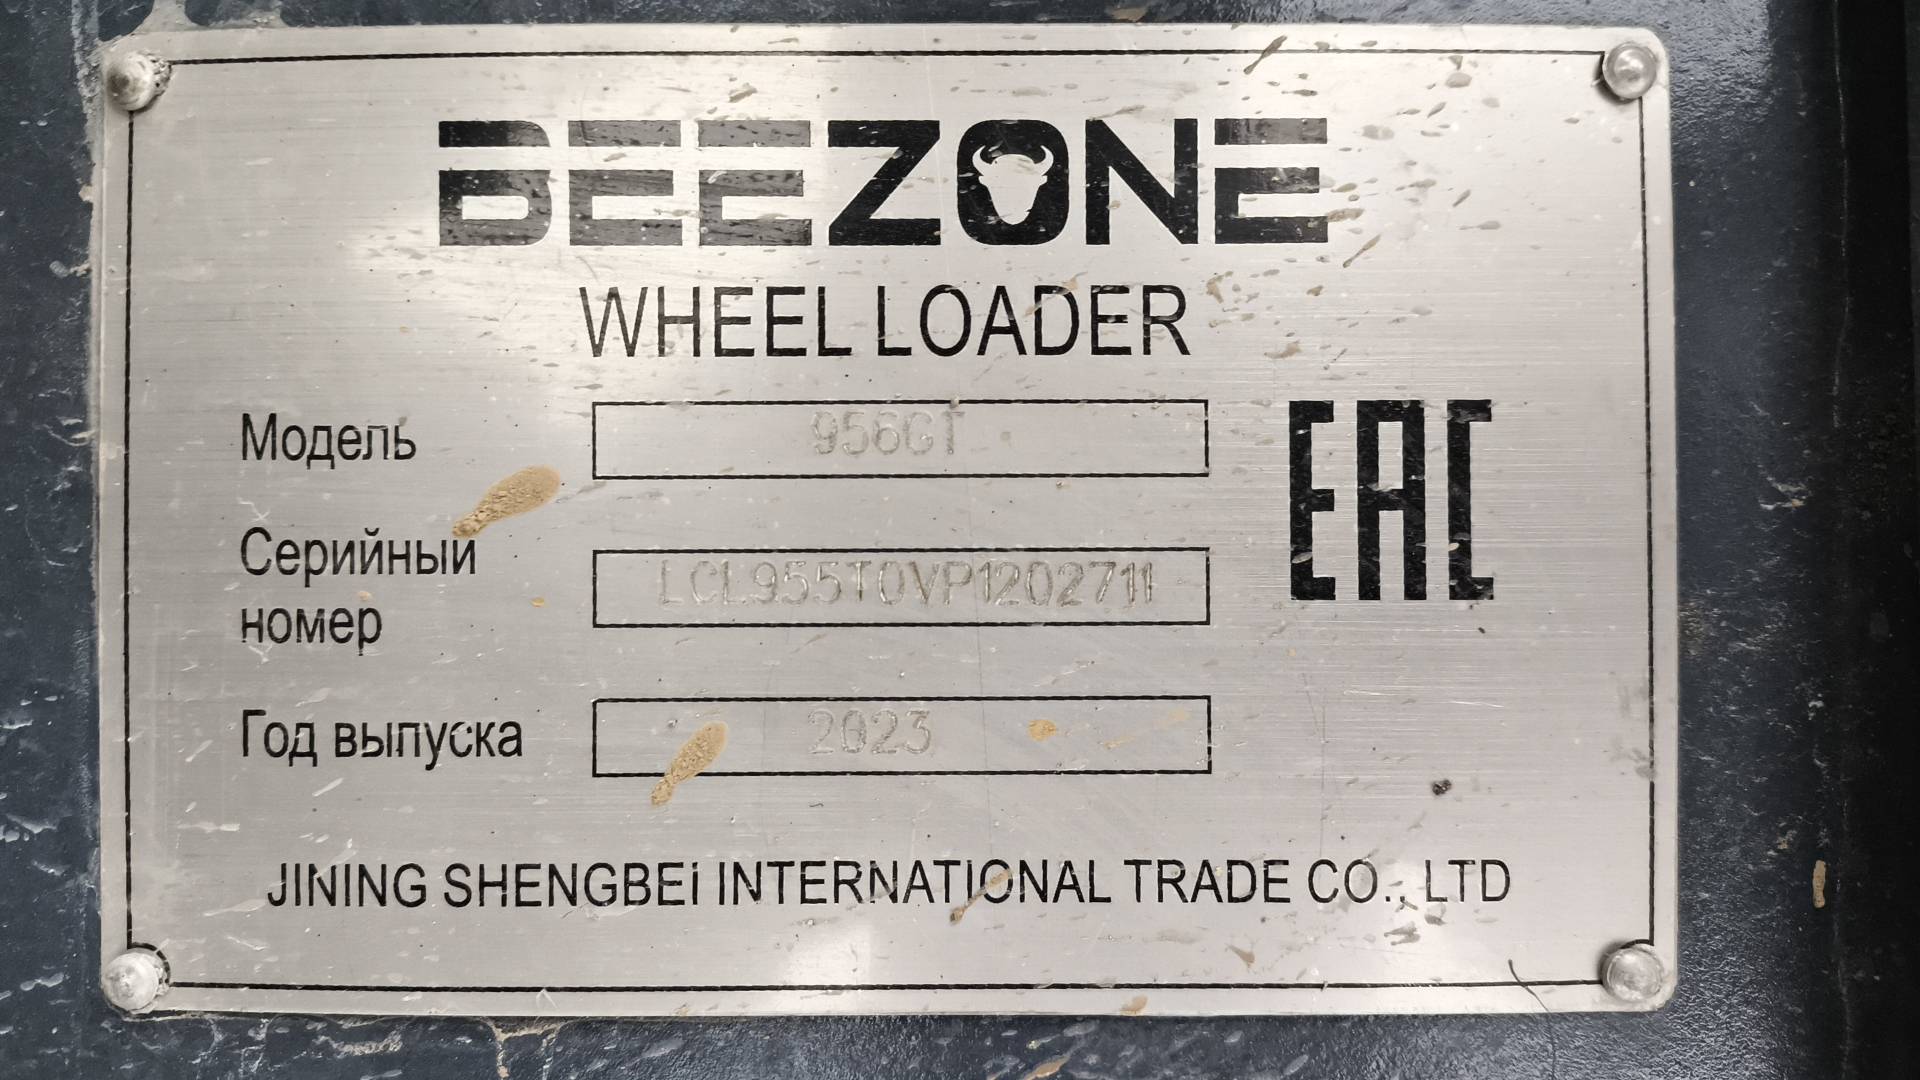 BEEZONE
WHEEL LOADER
Модель 956GT
Серийный номер LCL955T0VP1202711
Год выпуска 2023
EAC
JINING SHENGBEI INTERNATIONAL TRADE CO., LTD